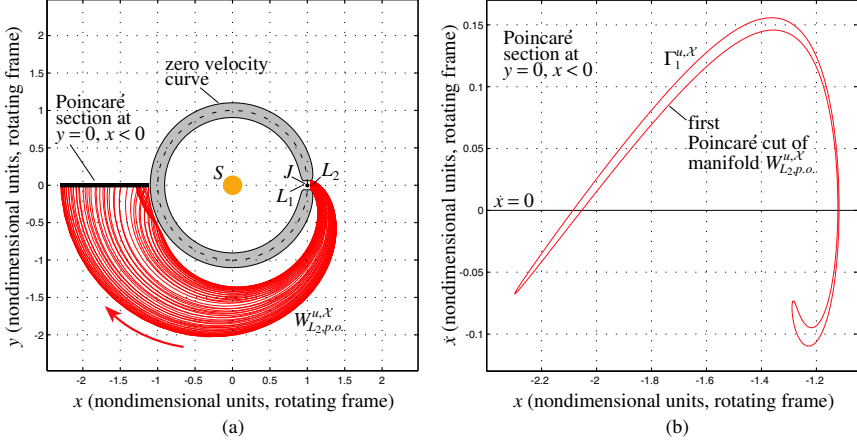 2
1.5
1
0.5
0
-0.5
-1
-1.5
-2
y (nondimensional units, rotating frame)
zero velocity
curve
Poincaré
section at
y = 0, x < 0
S
J
L₂
L₁
W^{u,𝒳}_{L₂,p.o..}
-2 -1.5 -1 -0.5 0 0.5 1 1.5 2
x (nondimensional units, rotating frame)
(a)
0.15
0.1
0.05
0
-0.05
-0.1
ẋ (nondimensional units, rotating frame)
Poincaré
section at
y = 0, x < 0
Γ₁^{u,𝒳}
first
Poincaré cut of
manifold W^{u,𝒳}_{L₂,p.o..}
ẋ = 0
-2.2 -2 -1.8 -1.6 -1.4 -1.2
x (nondimensional units, rotating frame)
(b)